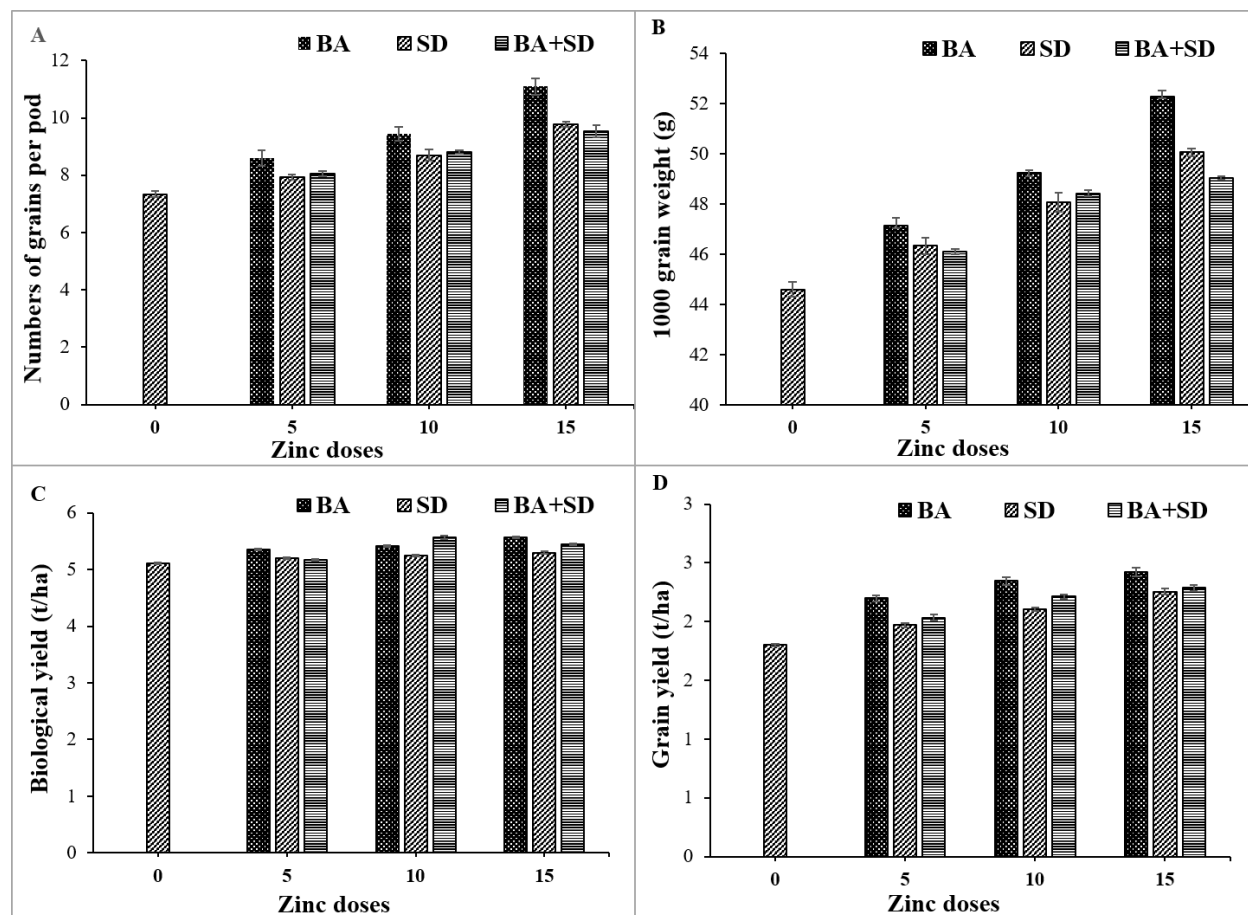 A
BA SD BA+SD
Numbers of grains per pod
12
10
8
6
4
2
0
0 5 10 15
Zinc doses
B
BA SD BA+SD
1000 grain weight (g)
54
52
50
48
46
44
42
40
0 5 10 15
Zinc doses
C
BA SD BA+SD
Biological yield (t/ha)
6
5
4
3
2
1
0
0 5 10 15
Zinc doses
D
BA SD BA+SD
Grain yield (t/ha)
3
3
2
2
1
1
0
0 5 10 15
Zinc doses